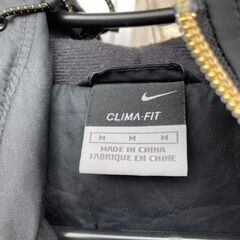 CLIMA-FIT
M M M
MADE IN CHINA
FABRIQUE EN CHINE